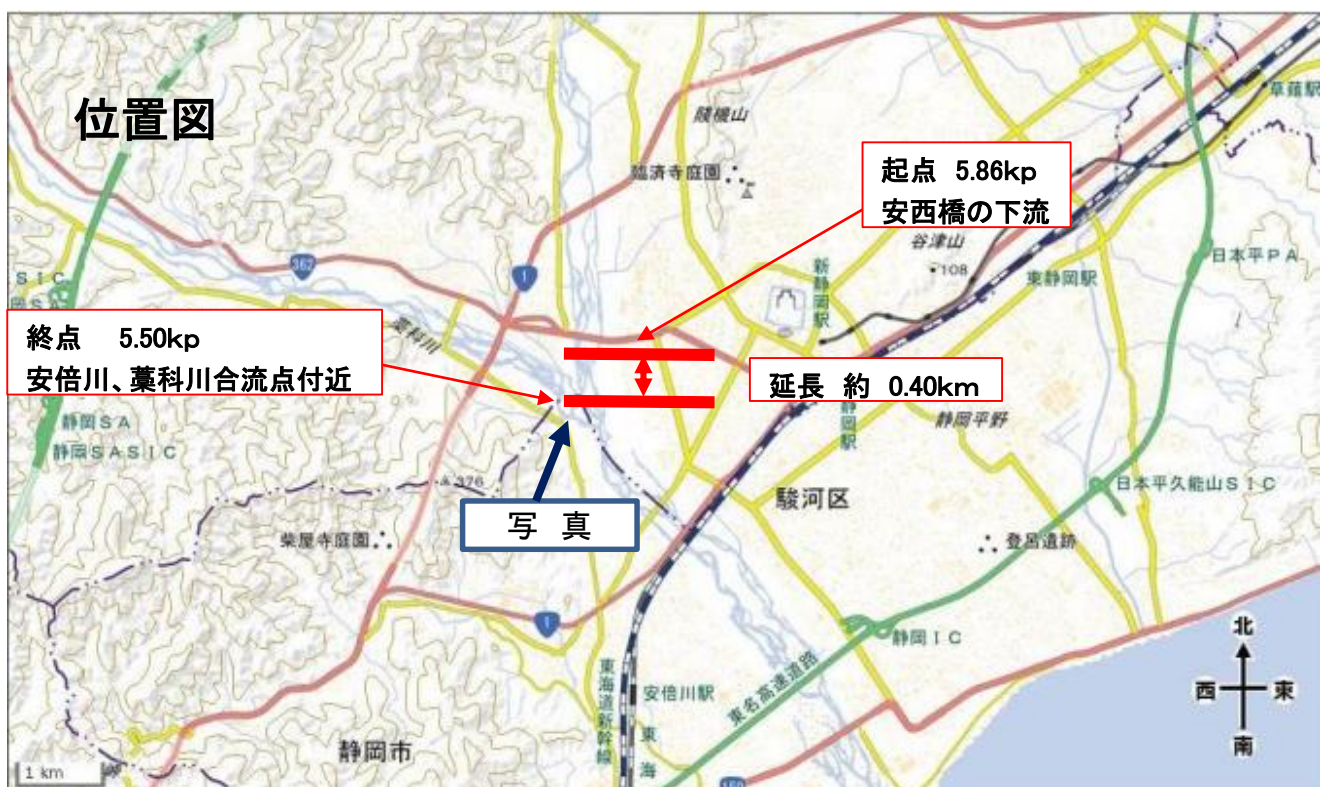 位置図
賤機山
草薙駅
臨済寺庭園
起点 5.86kp
安西橋の下流
谷津山
108
新静岡駅
東静岡駅
日本平PA
362
1
SIC
岡SA
藁科川
終点 5.50kp
安倍川、藁科川合流点付近
延長 約 0.40km
静岡駅
静岡平野
静岡SA
静岡SASIC
376
日本平久能山SIC
写 真
駿河区
柴屋寺庭園
登呂遺跡
1
静岡IC
北
西 東
南
東名高速道路
東海道新幹線
安倍川駅
東海
静岡市
1 km
150